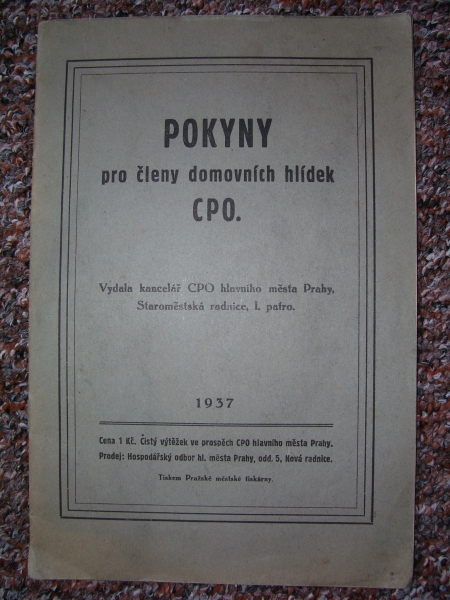 POKYNY
pro členy domovních hlídek
CPO.
Vydala kancelář CPO hlavního města Prahy,
Staroměstská radnice, I. patro.
1937
Cena 1 Kč. Čistý výtěžek ve prospěch CPO hlavního města Prahy.
Prodej: Hospodářský odbor hl. města Prahy, odd. 5, Nová radnice.
Tiskem Pražské městské tiskárny.